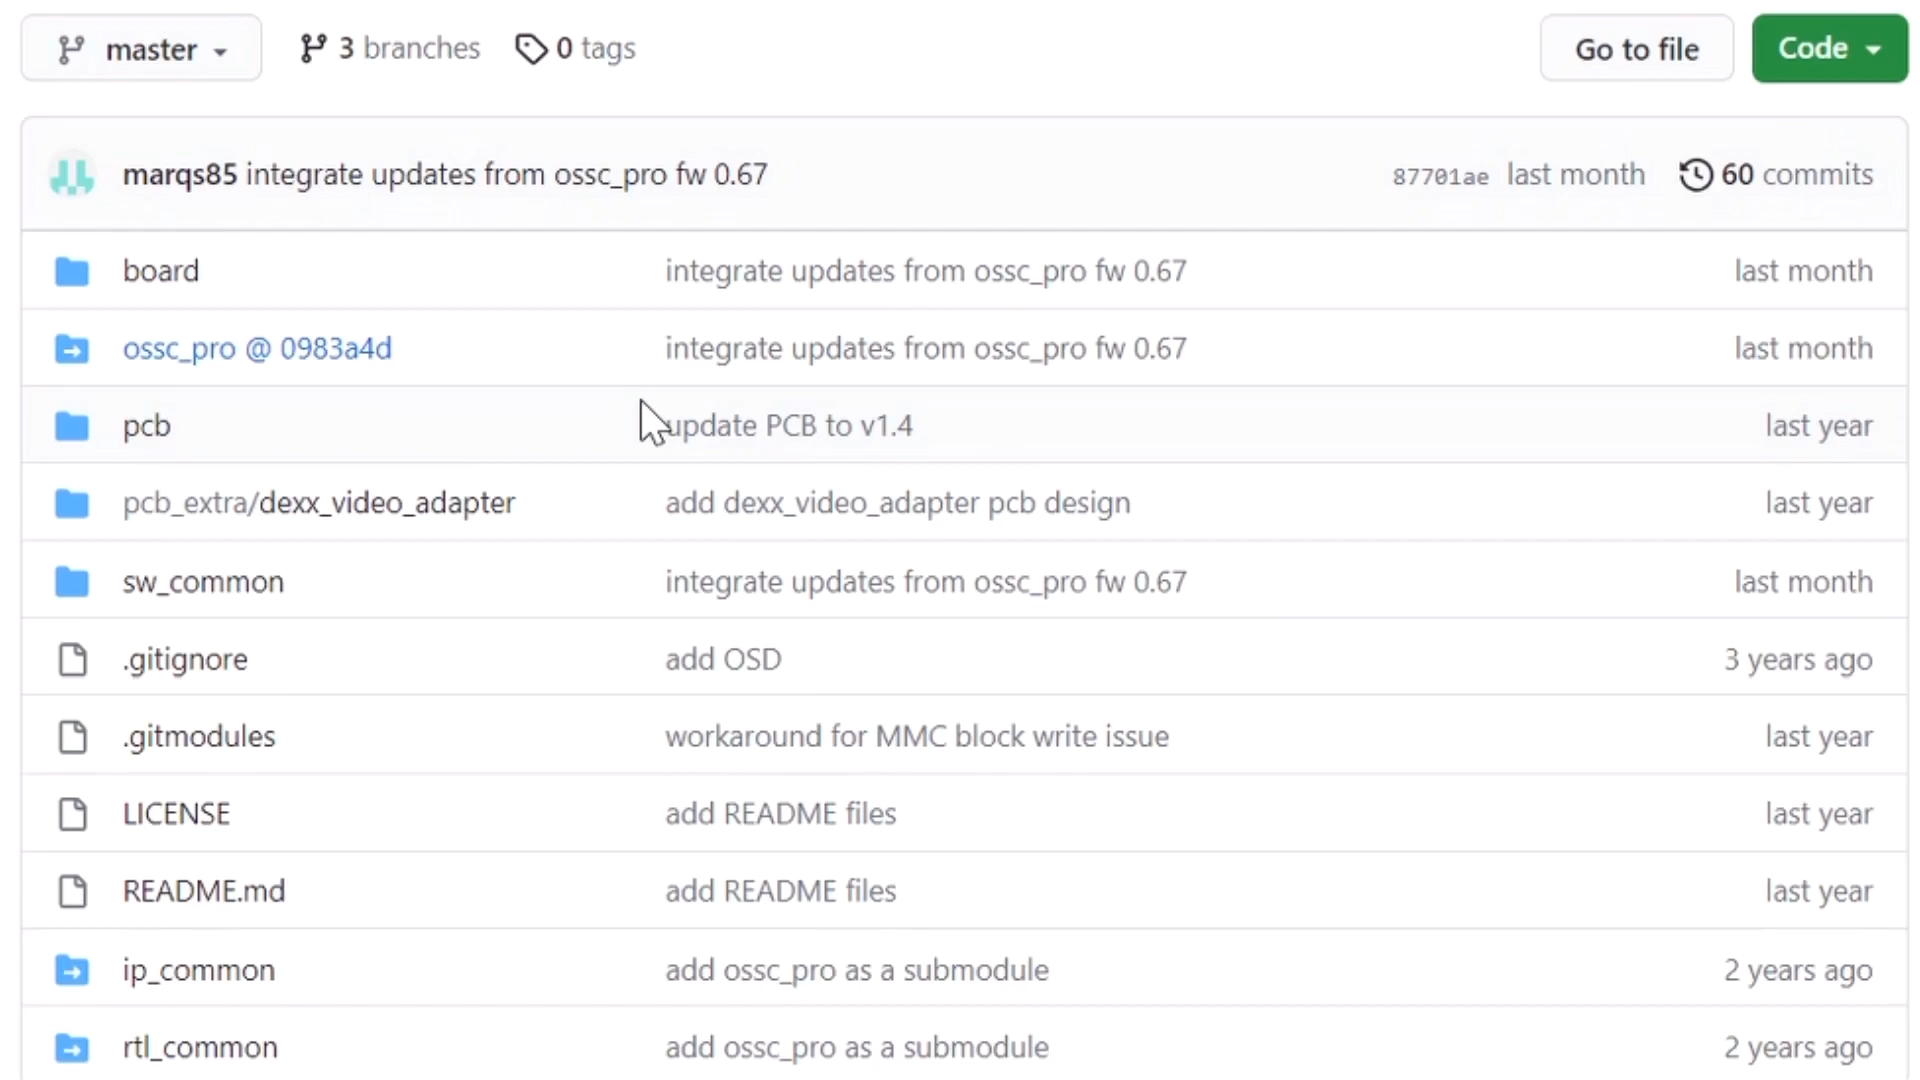 master 3 branches 0 tags Go to file Code
marqs85 integrate updates from ossc_pro fw 0.67 87701ae last month 60 commits
board integrate updates from ossc_pro fw 0.67 last month
ossc_pro @ 0983a4d integrate updates from ossc_pro fw 0.67 last month
pcb update PCB to v1.4 last year
pcb_extra/dexx_video_adapter add dexx_video_adapter pcb design last year
sw_common integrate updates from ossc_pro fw 0.67 last month
.gitignore add OSD 3 years ago
.gitmodules workaround for MMC block write issue last year
LICENSE add README files last year
README.md add README files last year
ip_common add ossc_pro as a submodule 2 years ago
rtl_common add ossc_pro as a submodule 2 years ago